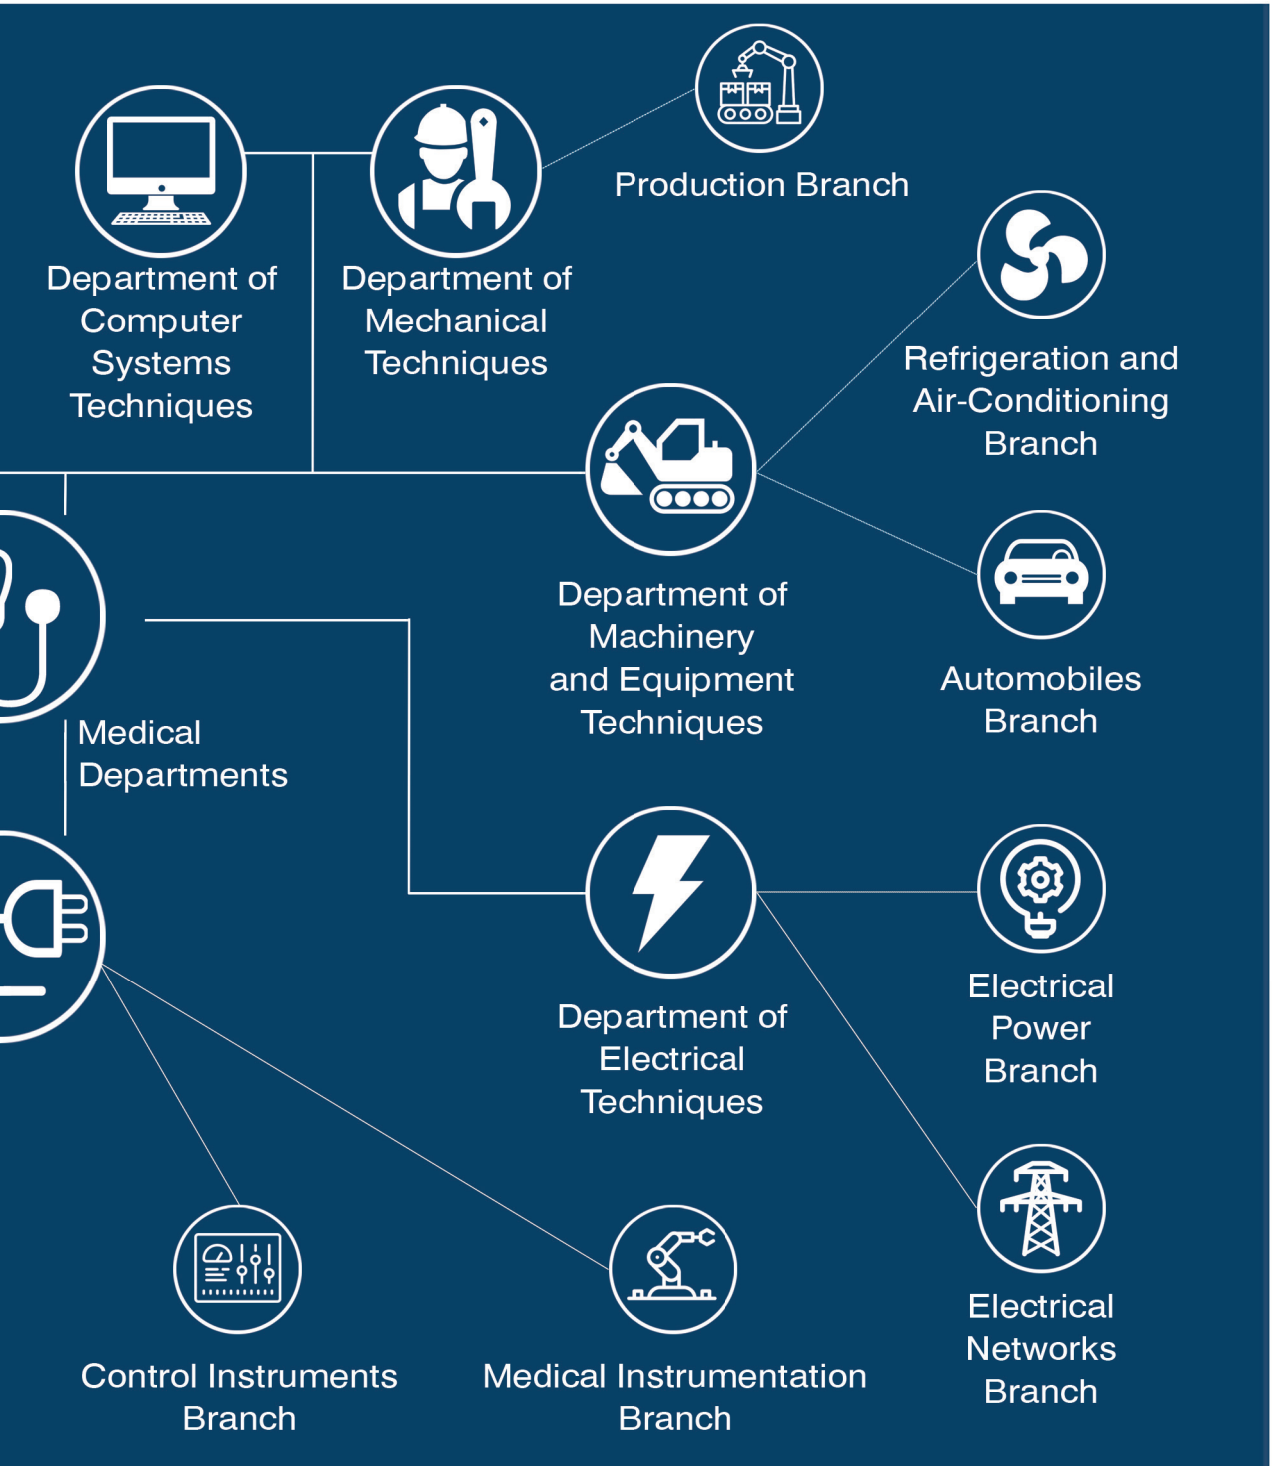 Production Branch
Department of
Computer
Systems
Techniques
Department of
Mechanical
Techniques
Refrigeration and
Air-Conditioning
Branch
Department of
Machinery
and Equipment
Techniques
Automobiles
Branch
Medical
Departments
Department of
Electrical
Techniques
Electrical
Power
Branch
Electrical
Networks
Branch
Control Instruments
Branch
Medical Instrumentation
Branch